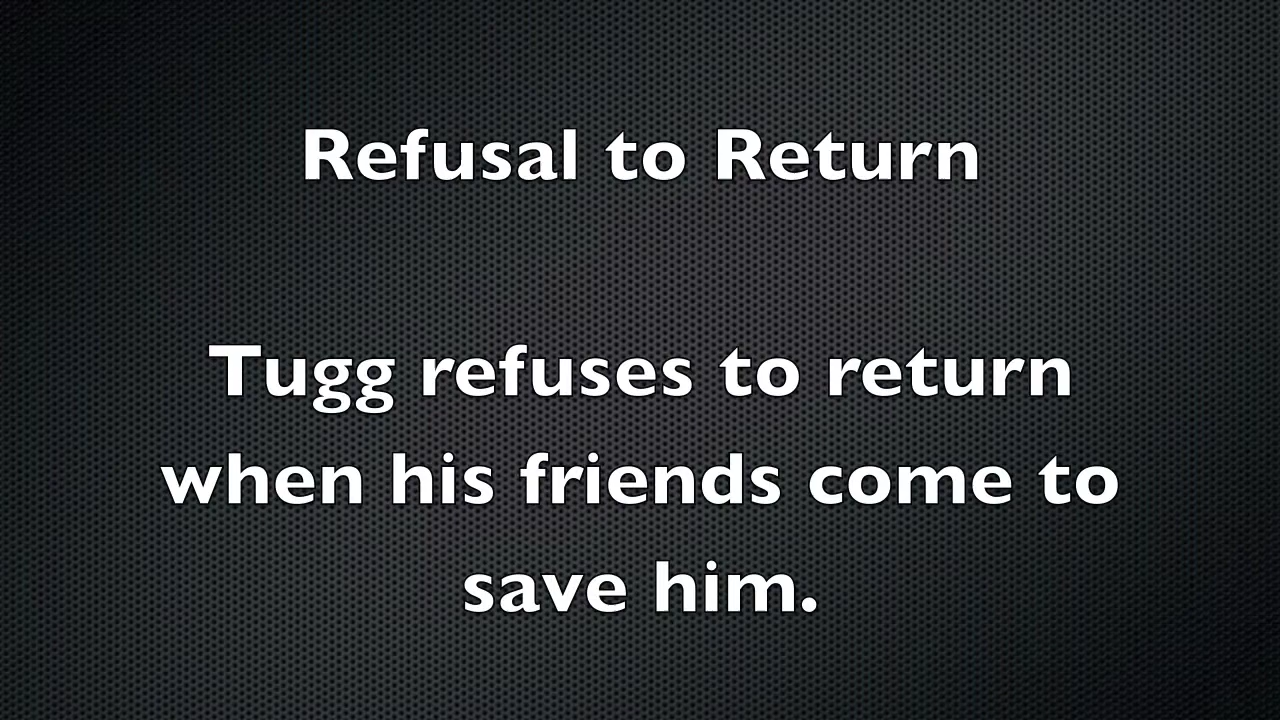 Refusal to Return
Tugg refuses to return
when his friends come to
save him.